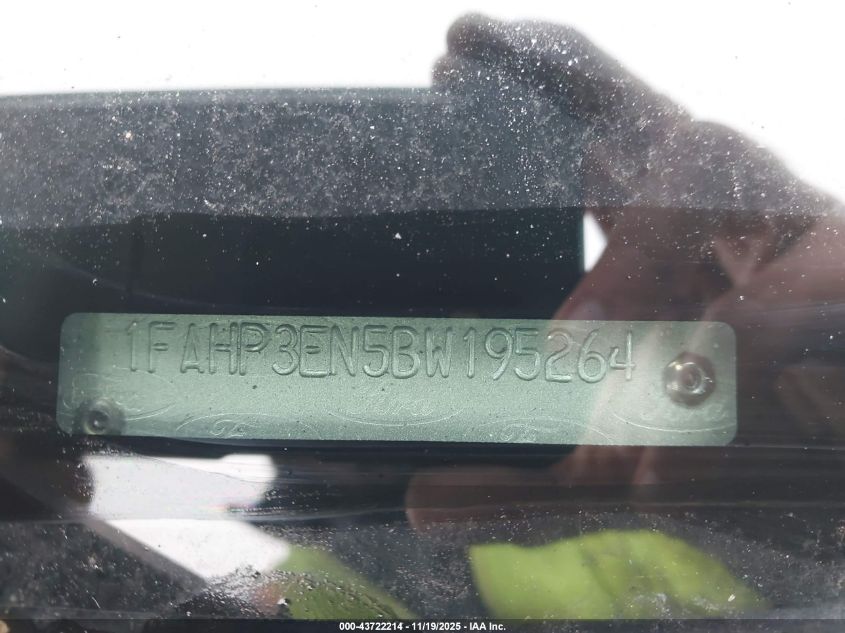 1FAHP3EN5BW195264
000-43722214 - 11/19/2025 - IAA Inc.